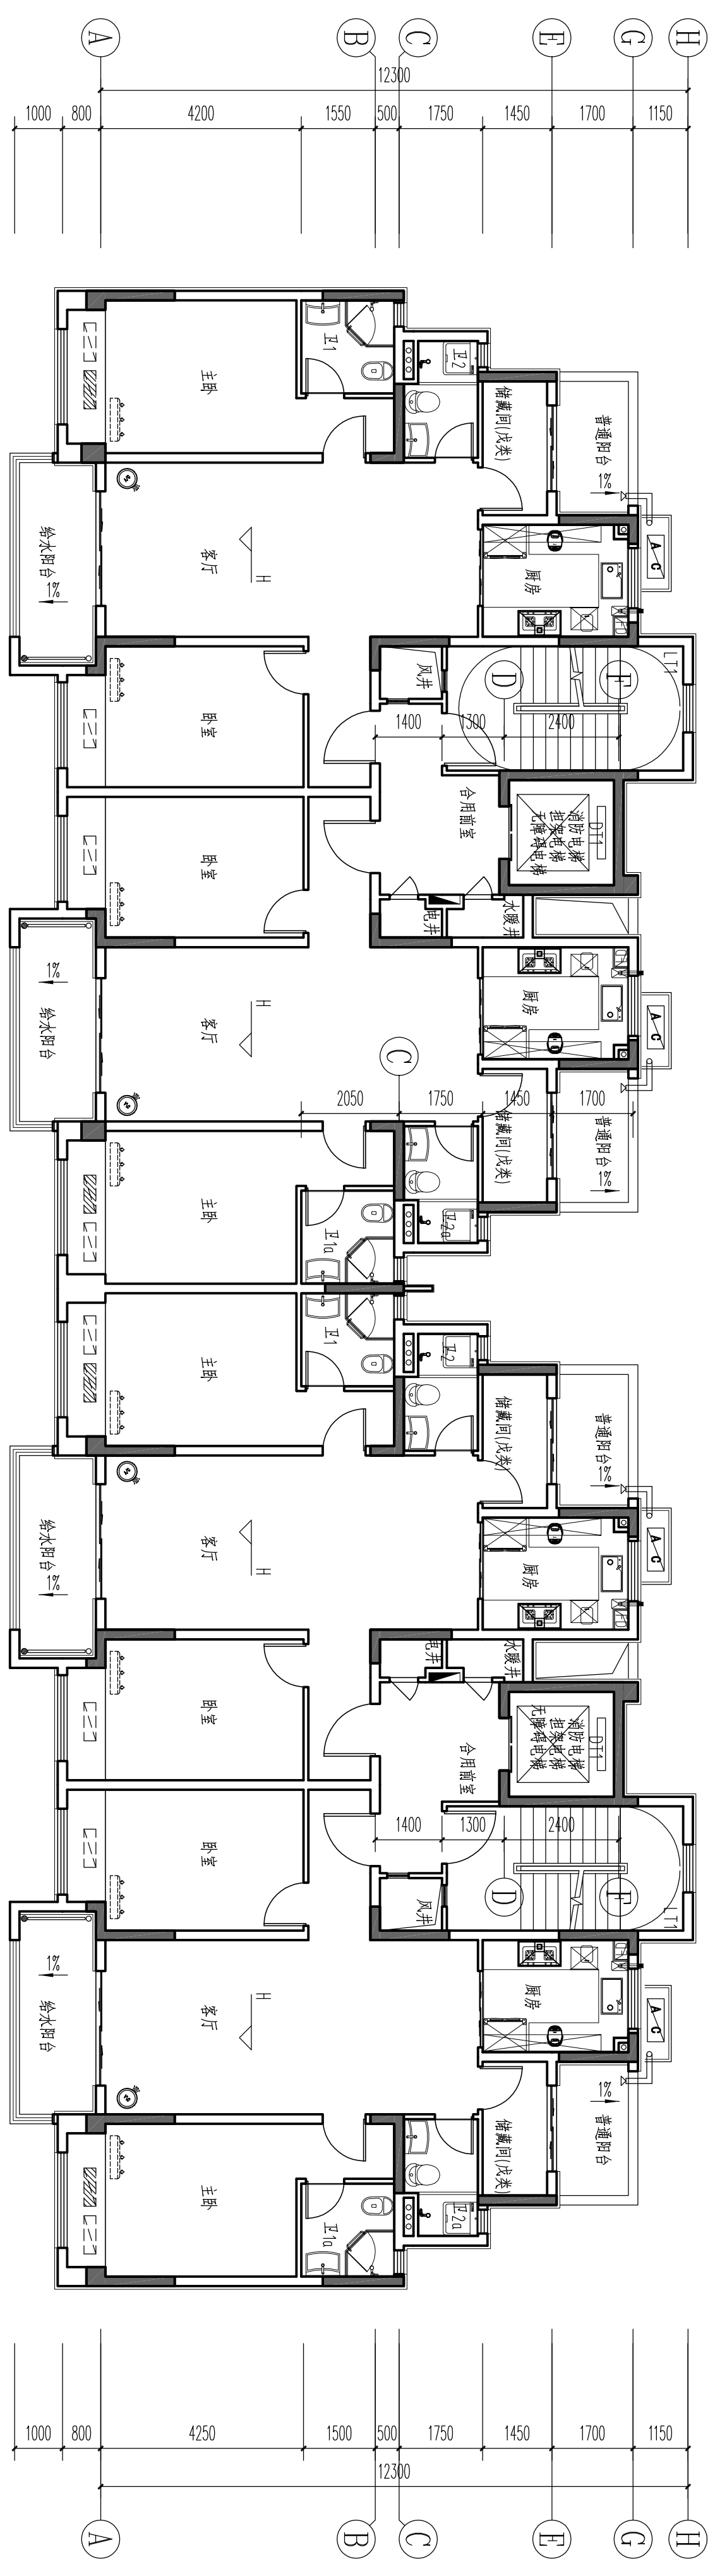 A
B
C
E
G
H
12300
1000
800
4200
1550
500
1750
1450
1700
1150
主卧
卫1
卫2
储藏间(戊类)
普通阳台
1%
A/C
给水阳台
1%
客厅
H
厨房
卧室
风井
LT1
D
F
1400
1300
2400
合用前室
DT1
消防电梯
担架电梯
无障碍电梯
卧室
电井
水暖井
1%
给水阳台
客厅
H
厨房
A/C
C
2050
1750
1450
1700
储藏间(戊类)
普通阳台
1%
主卧
卫1a
卫2a
主卧
卫1
卫2
储藏间(戊类)
普通阳台
1%
A/C
给水阳台
1%
客厅
H
厨房
卧室
电井
水暖井
合用前室
DT1
消防电梯
担架电梯
无障碍电梯
卧室
1400
1300
2400
D
F
风井
LT1
1%
给水阳台
客厅
H
厨房
A/C
储藏间(戊类)
1%
普通阳台
主卧
卫1a
卫2a
1000
800
4250
1500
500
1750
1450
1700
1150
12300
A
B
C
E
G
H